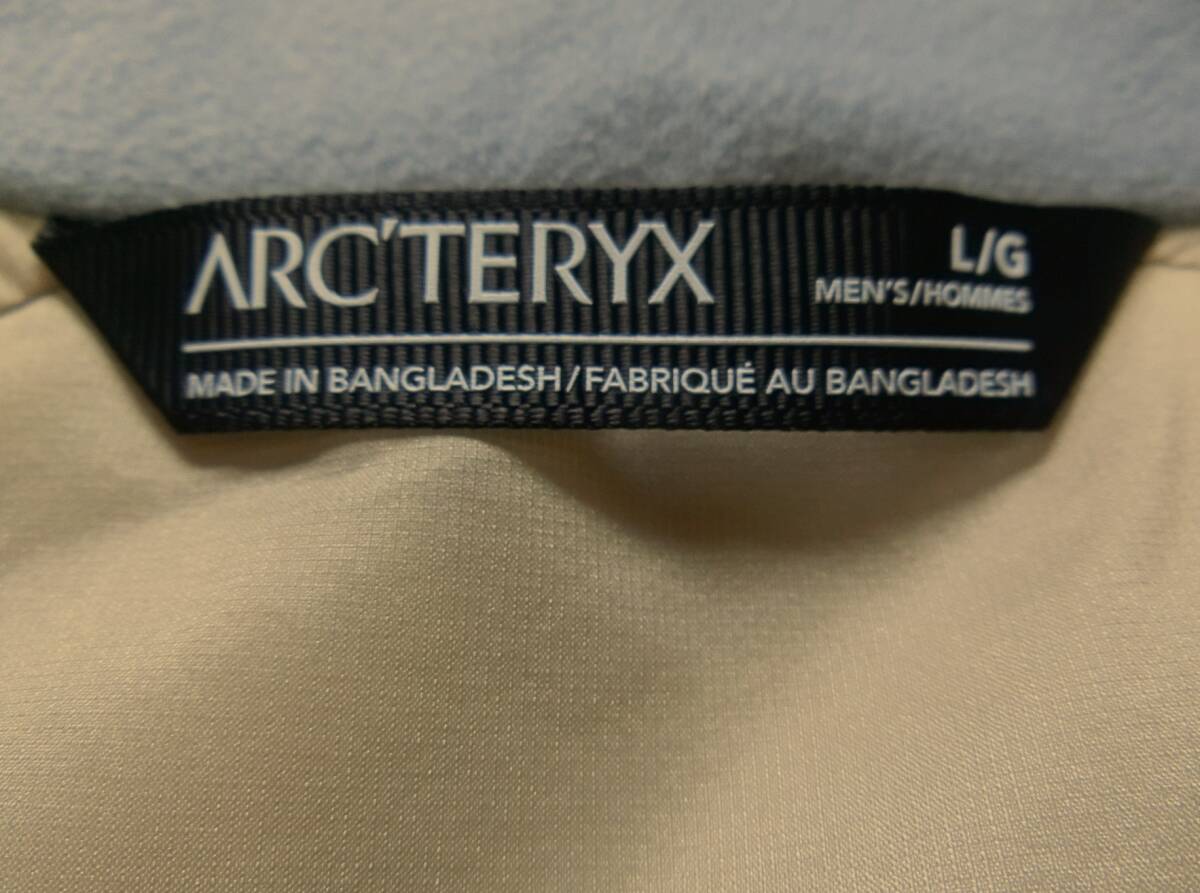 ARC'TERYX
L/G
MEN'S/HOMMES
MADE IN BANGLADESH/FABRIQUÉ AU BANGLADESH